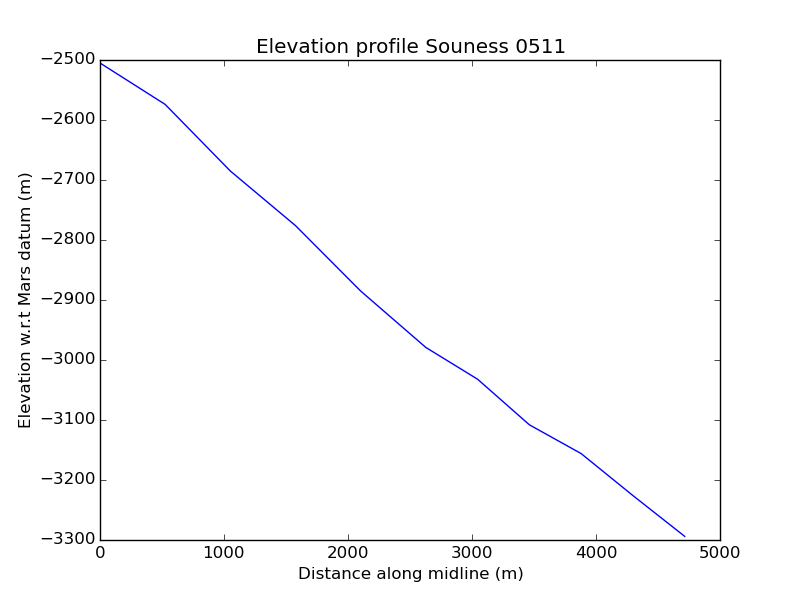 Elevation profile Souness 0511
−2500
−2600
−2700
−2800
−2900
−3000
−3100
−3200
−3300
Elevation w.r.t Mars datum (m)
0 1000 2000 3000 4000 5000
Distance along midline (m)